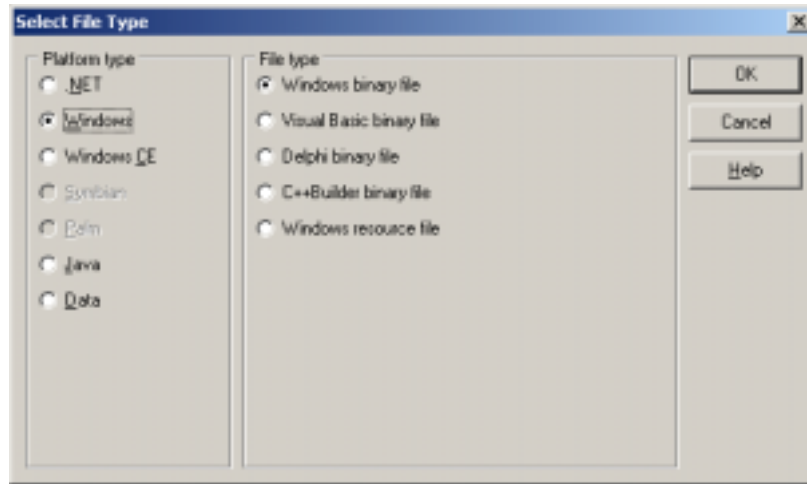 Select File Type
Platform type
.NET
Windows
Windows CE
Symbian
Palm
Java
Data
File type
Windows binary file
Visual Basic binary file
Delphi binary file
C++Builder binary file
Windows resource file
OK
Cancel
Help